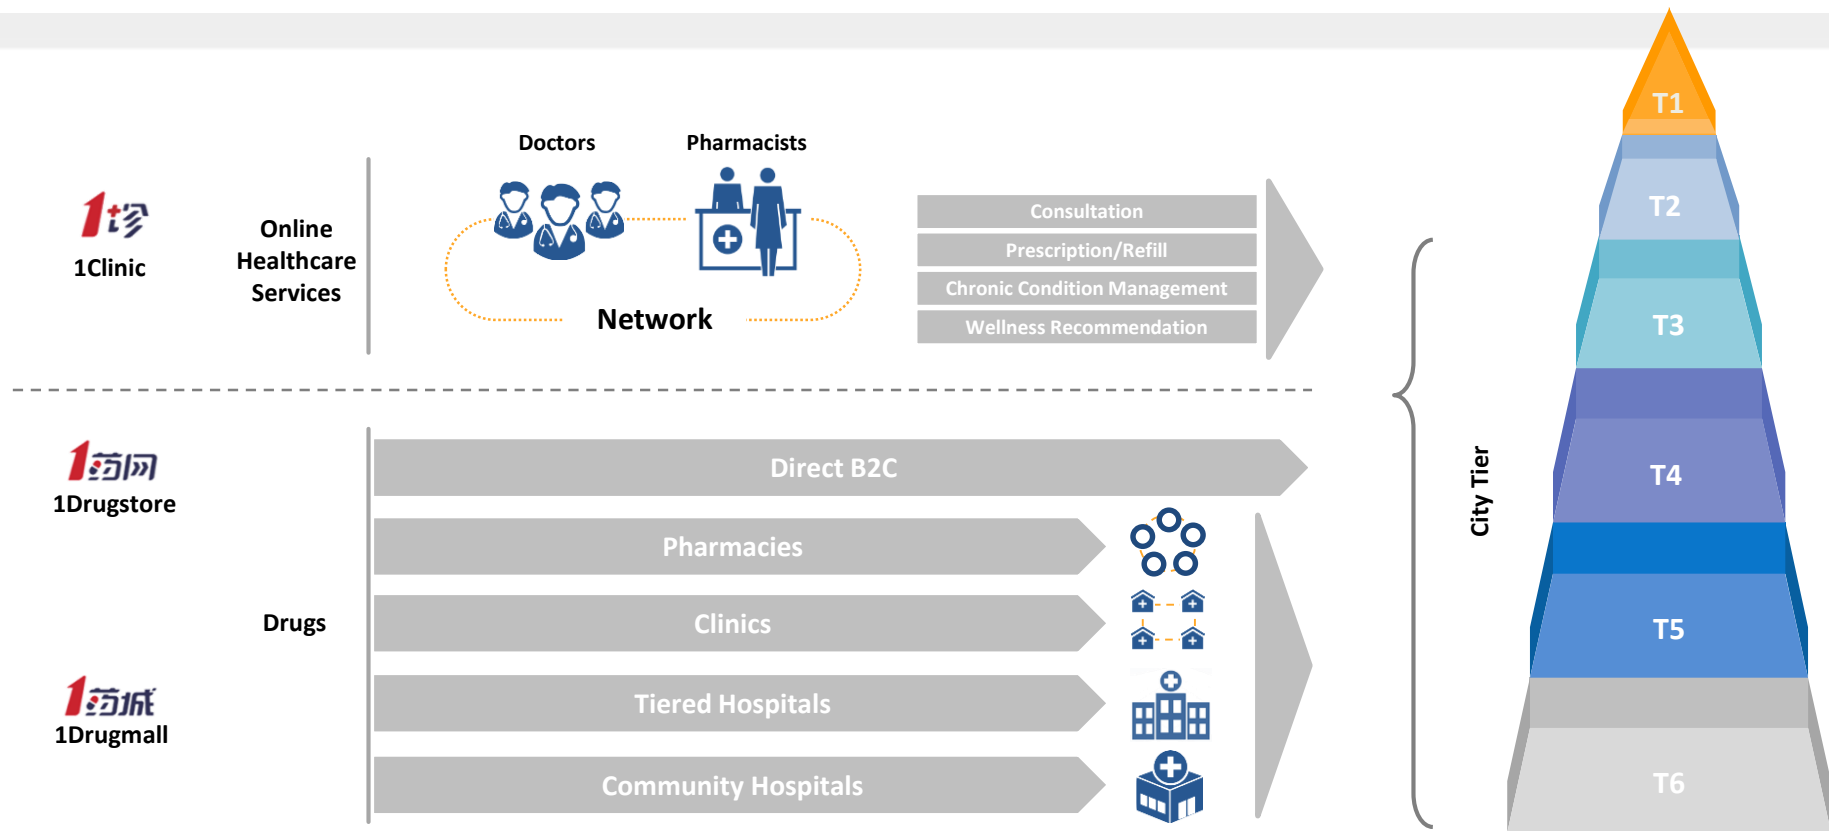 Doctors
Pharmacists
1诊
1Clinic
Online
Healthcare
Services
Network
Consultation
Prescription/Refill
Chronic Condition Management
Wellness Recommendation
1药网
1Drugstore
Direct B2C
Pharmacies
Drugs
Clinics
Tiered Hospitals
1药城
1Drugmall
Community Hospitals
City Tier
T1
T2
T3
T4
T5
T6